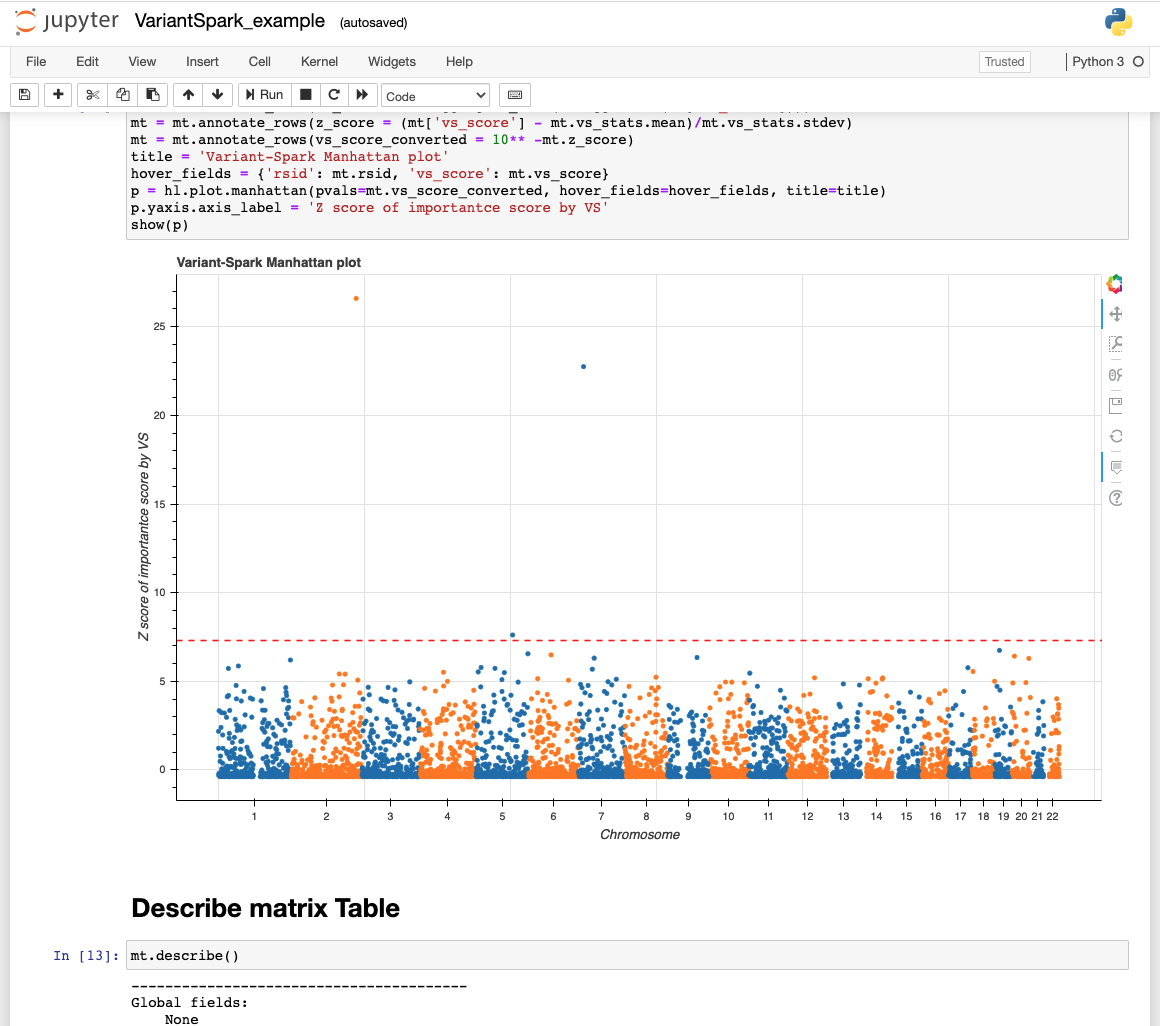 jupyter VariantSpark_example (autosaved)
File Edit View Insert Cell Kernel Widgets Help Trusted Python 3
Run Code
mt = mt.annotate_rows(z_score = (mt['vs_score'] - mt.vs_stats.mean)/mt.vs_stats.stdev)
mt = mt.annotate_rows(vs_score_converted = 10** -mt.z_score)
title = 'Variant-Spark Manhattan plot'
hover_fields = {'rsid': mt.rsid, 'vs_score': mt.vs_score}
p = hl.plot.manhattan(pvals=mt.vs_score_converted, hover_fields=hover_fields, title=title)
p.yaxis.axis_label = 'Z score of importantce score by VS'
show(p)
Variant-Spark Manhattan plot
25
20
15
10
5
0
Z score of importantce score by VS
1 2 3 4 5 6 7 8 9 10 11 12 13 14 15 16 17 18 19 20 21 22
Chromosome
Describe matrix Table
In [13]: mt.describe()
----------------------------------------
Global fields:
None